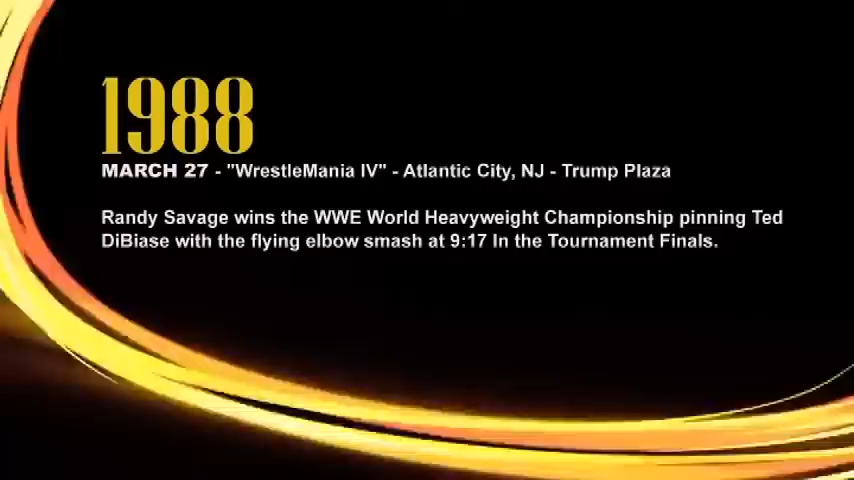 1988
MARCH 27 - "WrestleMania IV" - Atlantic City, NJ - Trump Plaza
Randy Savage wins the WWE World Heavyweight Championship pinning Ted
DiBiase with the flying elbow smash at 9:17 In the Tournament Finals.